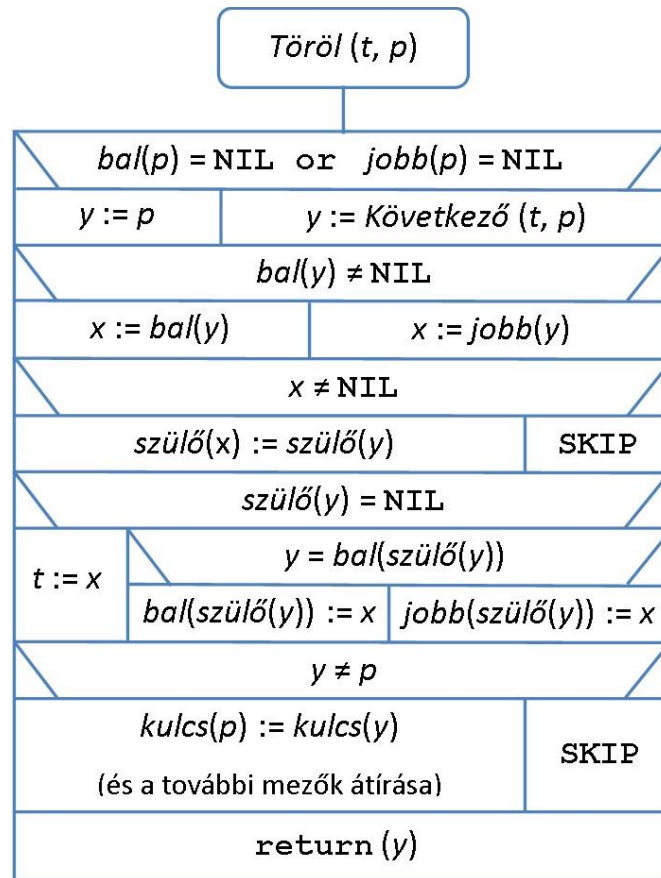 Töröl (t, p)
bal(p) = NIL or jobb(p) = NIL
y := p y := Következő (t, p)
bal(y) ≠ NIL
x := bal(y) x := jobb(y)
x ≠ NIL
szülő(x) := szülő(y) SKIP
szülő(y) = NIL
t := x
y = bal(szülő(y))
bal(szülő(y)) := x jobb(szülő(y)) := x
y ≠ p
kulcs(p) := kulcs(y)
(és a további mezők átírása)
SKIP
return (y)